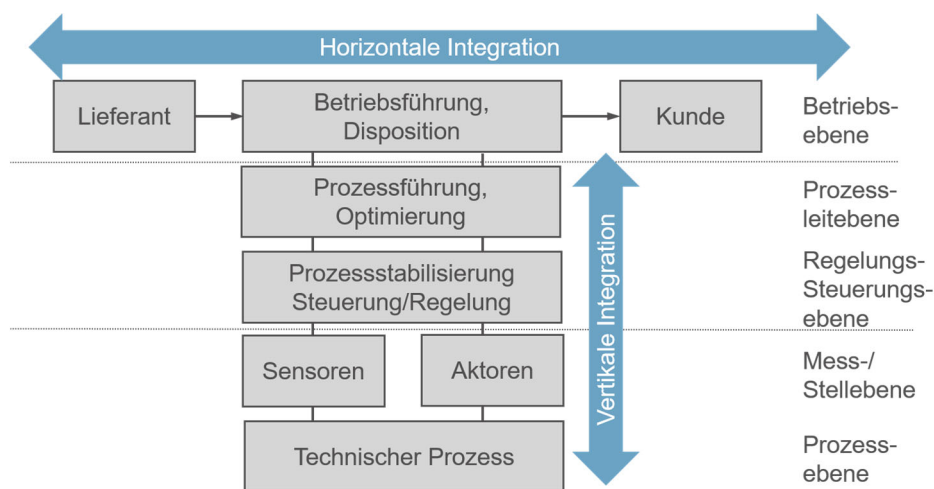 Horizontale Integration
Lieferant
Betriebsführung,
Disposition
Kunde
Betriebs-
ebene
Prozessführung,
Optimierung
Prozess-
leitebene
Prozessstabilisierung
Steuerung/Regelung
Regelungs-
Steuerungs-
ebene
Vertikale Integration
Sensoren
Aktoren
Mess-/
Stellebene
Technischer Prozess
Prozess-
ebene